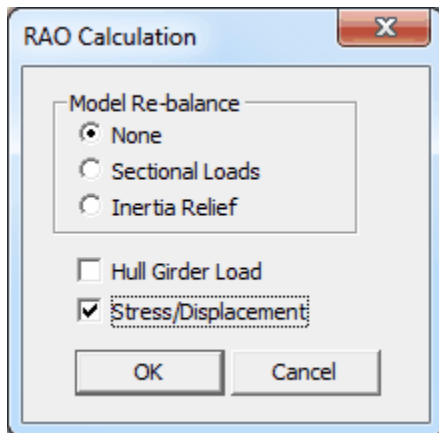 RAO Calculation
Model Re-balance
None
Sectional Loads
Inertia Relief
Hull Girder Load
Stress/Displacement
OK Cancel